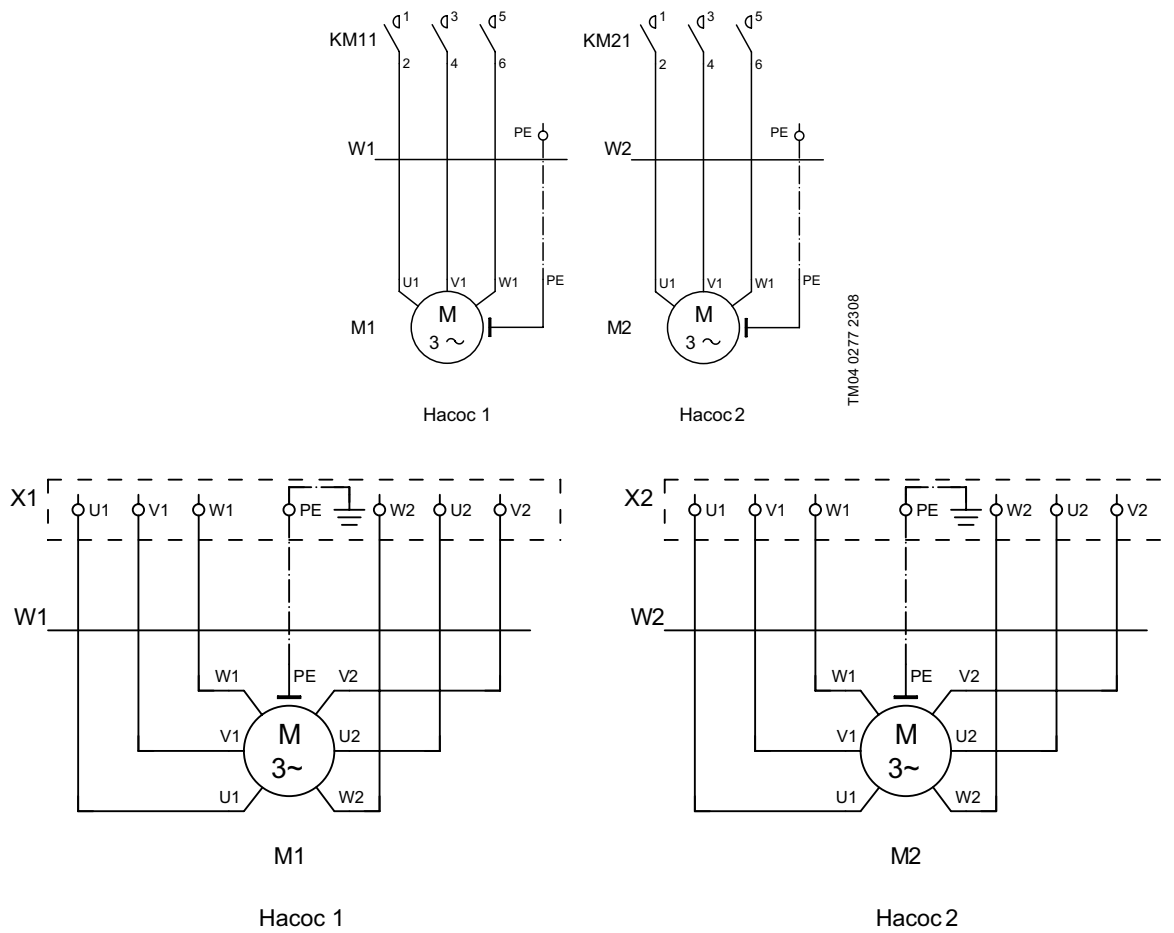 KM11 1 3 5
2 4 6
KM21 1 3 5
2 4 6
PE
W1
PE
W2
U1 V1 W1 PE
M1 M 3 ~
U1 V1 W1 PE
M2 M 3 ~
TM04 0277 2308
Насос 1
Насос 2
X1 U1 V1 W1 PE W2 U2 V2
X2 U1 V1 W1 PE W2 U2 V2
W1
W2
W1 PE V2
V1 M 3~ U2
U1 W2
W1 PE V2
V1 M 3~ U2
U1 W2
M1
M2
Насос 1
Насос 2